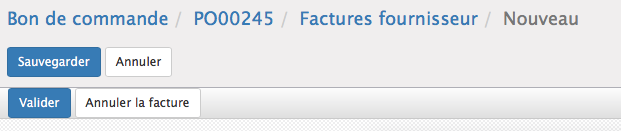 Bon de commande / PO00245 / Factures fournisseur / Nouveau
Sauvegarder Annuler
Valider Annuler la facture